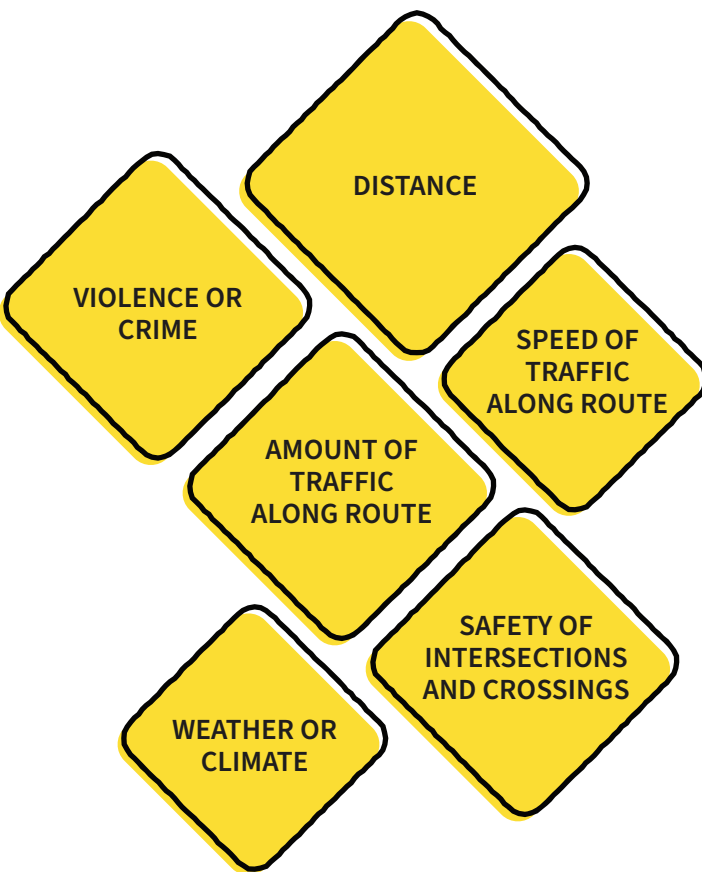 DISTANCE
VIOLENCE OR
CRIME
SPEED OF
TRAFFIC
ALONG ROUTE
AMOUNT OF
TRAFFIC
ALONG ROUTE
SAFETY OF
INTERSECTIONS
AND CROSSINGS
WEATHER OR
CLIMATE